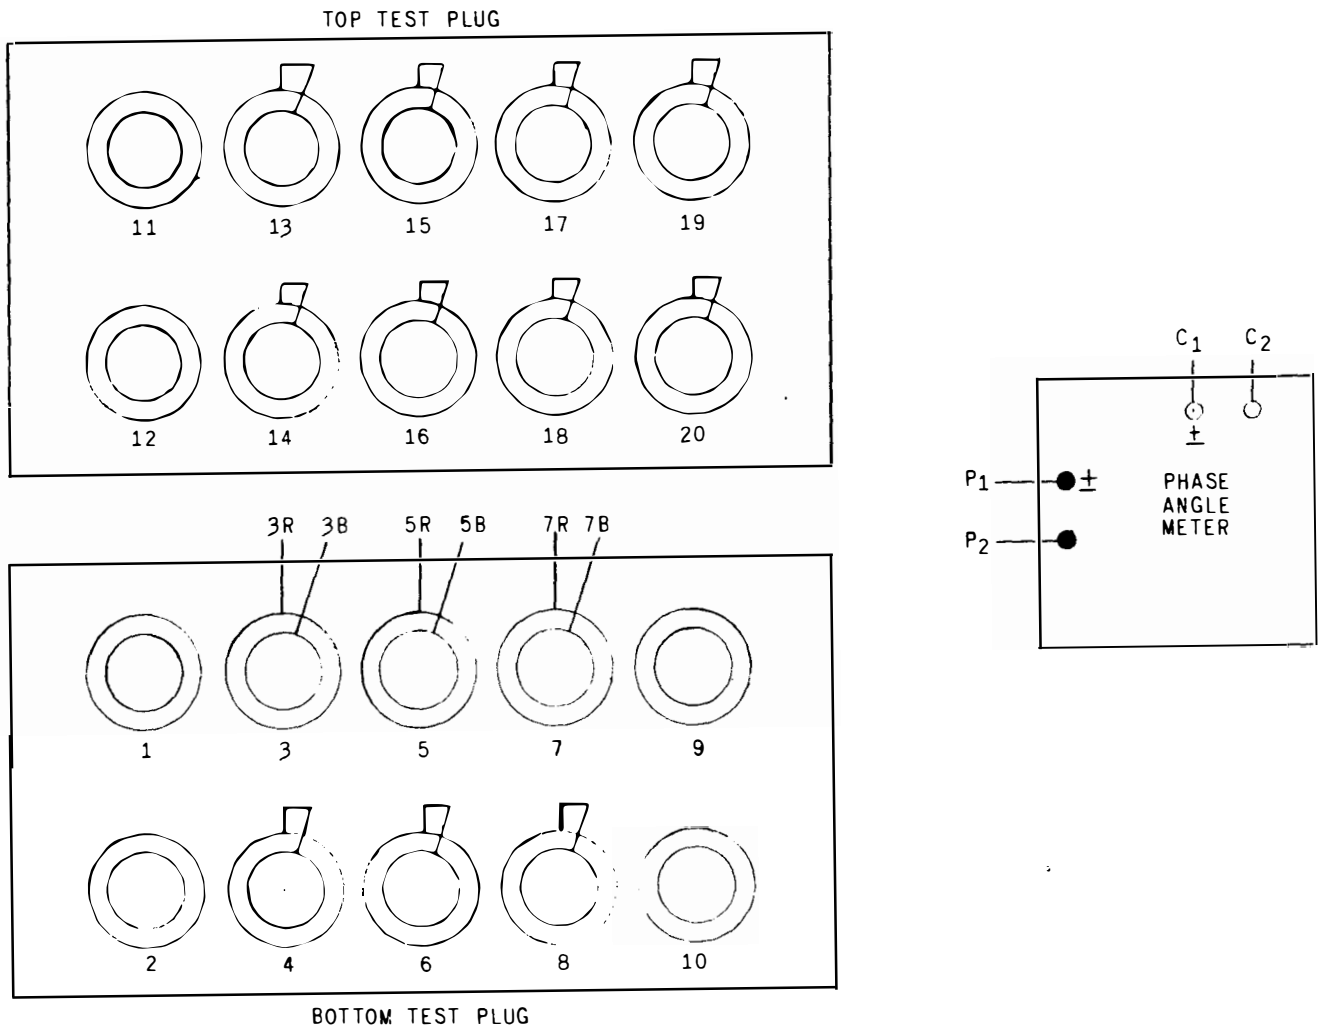 TOP TEST PLUG
11 13 15 17 19
12 14 16 18 20
C1 C2
±
P1 ± PHASE
ANGLE
METER
P2
3R 3B 5R 5B 7R 7B
1 3 5 7 9
2 4 6 8 10
BOTTOM TEST PLUG